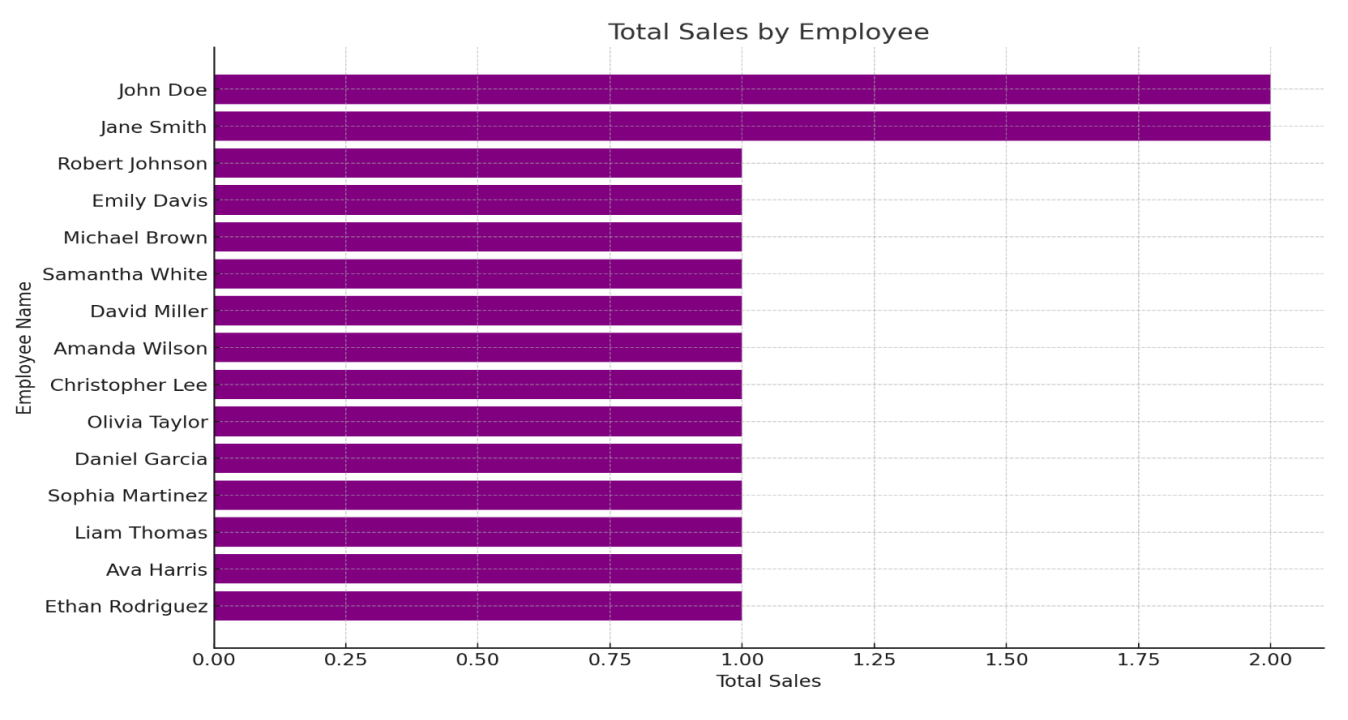 Total Sales by Employee
John Doe
Jane Smith
Robert Johnson
Emily Davis
Michael Brown
Samantha White
David Miller
Amanda Wilson
Christopher Lee
Olivia Taylor
Daniel Garcia
Sophia Martinez
Liam Thomas
Ava Harris
Ethan Rodriguez
Employee Name
0.00 0.25 0.50 0.75 1.00 1.25 1.50 1.75 2.00
Total Sales